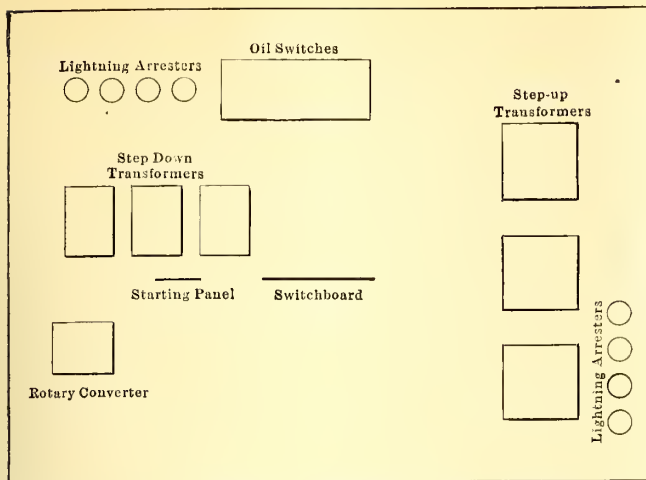 Oil Switches
Lightning Arresters
Step-up
Transformers
Step Down
Transformers
Starting Panel
Switchboard
Lightning Arresters
Rotary Converter